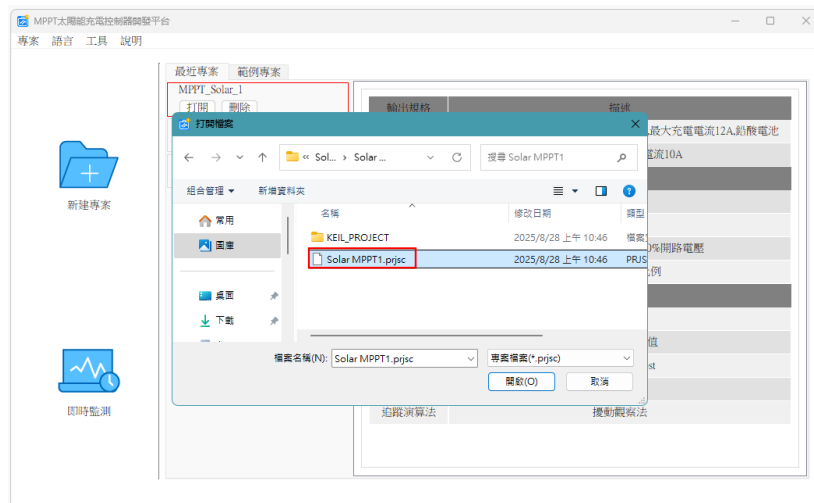 MPPT太陽能充電控制器開發平台
專案 語言 工具 說明
最近專案 範例專案
MPPT_Solar_1
打開 刪除
輸出規格 描述
打開檔案
最大充電電流12A,鉛酸電池
« Sol... › Solar ...
搜尋 Solar MPPT1
電流10A
組合管理 新增資料夾
新建專案
名稱 修改日期 類型
常用
KEIL_PROJECT 2025/8/28 上午 10:46
圖庫
0%開路電壓
Solar MPPT1.prjsc 2025/8/28 上午 10:46 PRJS
例
桌面
下載
值
檔案名稱(N): Solar MPPT1.prjsc 專案檔案(*.prjsc)
st
開啟(O) 取消
即時監測
追蹤演算法 擾動觀察法